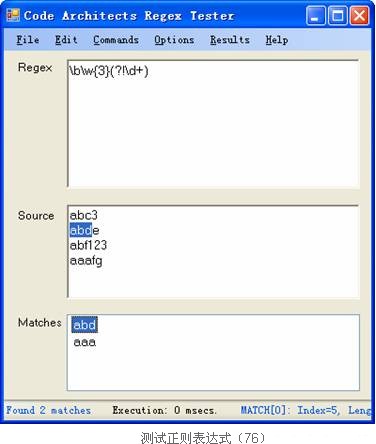 Code Architects Regex Tester
File Edit Commands Options Results Help
Regex
\b\w{3}(?!\d+)
Source
abc3
abde
abf123
aaafg
Matches
abd
aaa
Found 2 matches Execution: 0 msecs. MATCH[0]: Index=5, Leng
测试正则表达式（76）